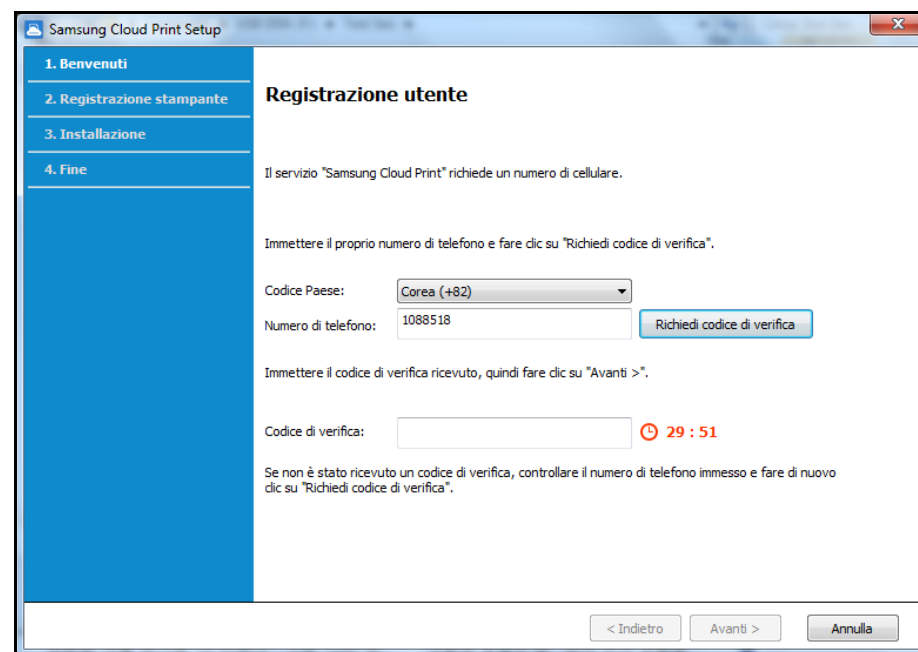 Samsung Cloud Print Setup
1. Benvenuti
2. Registrazione stampante
3. Installazione
4. Fine
Registrazione utente
Il servizio "Samsung Cloud Print" richiede un numero di cellulare.
Immettere il proprio numero di telefono e fare clic su "Richiedi codice di verifica".
Codice Paese:
Corea (+82)
Numero di telefono:
1088518
Richiedi codice di verifica
Immettere il codice di verifica ricevuto, quindi fare clic su "Avanti >".
Codice di verifica:
29 : 51
Se non è stato ricevuto un codice di verifica, controllare il numero di telefono immesso e fare di nuovo
clic su "Richiedi codice di verifica".
< Indietro
Avanti >
Annulla